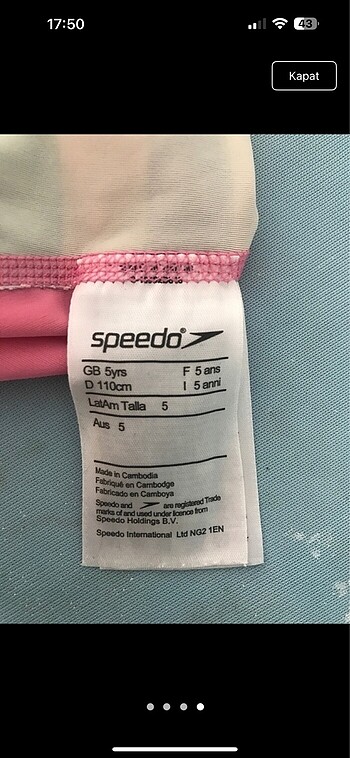 17:50
43
Kapat
speedo®
GB 5yrs F 5 ans
D 110cm I 5 anni
LatAm Talla 5
Aus 5
Made in Cambodia
Fabriqué en Cambodge
Fabricado en Camboya
Speedo and are registered Trade
marks of and used under licence from
Speedo Holdings B.V.
Speedo International Ltd NG2 1EN